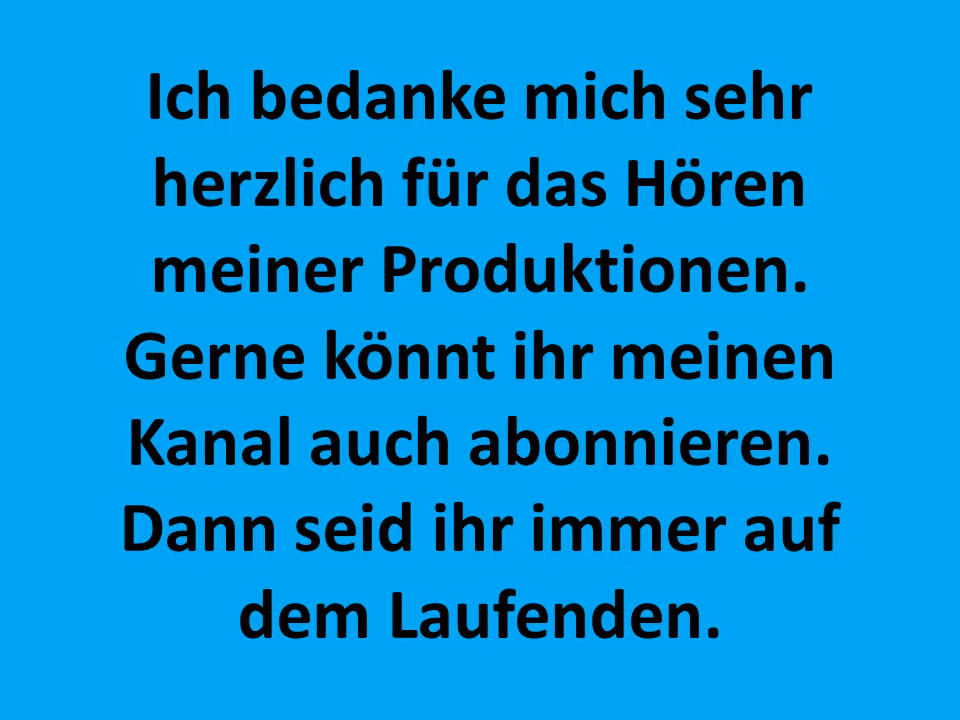 Ich bedanke mich sehr
herzlich für das Hören
meiner Produktionen.
Gerne könnt ihr meinen
Kanal auch abonnieren.
Dann seid ihr immer auf
dem Laufenden.